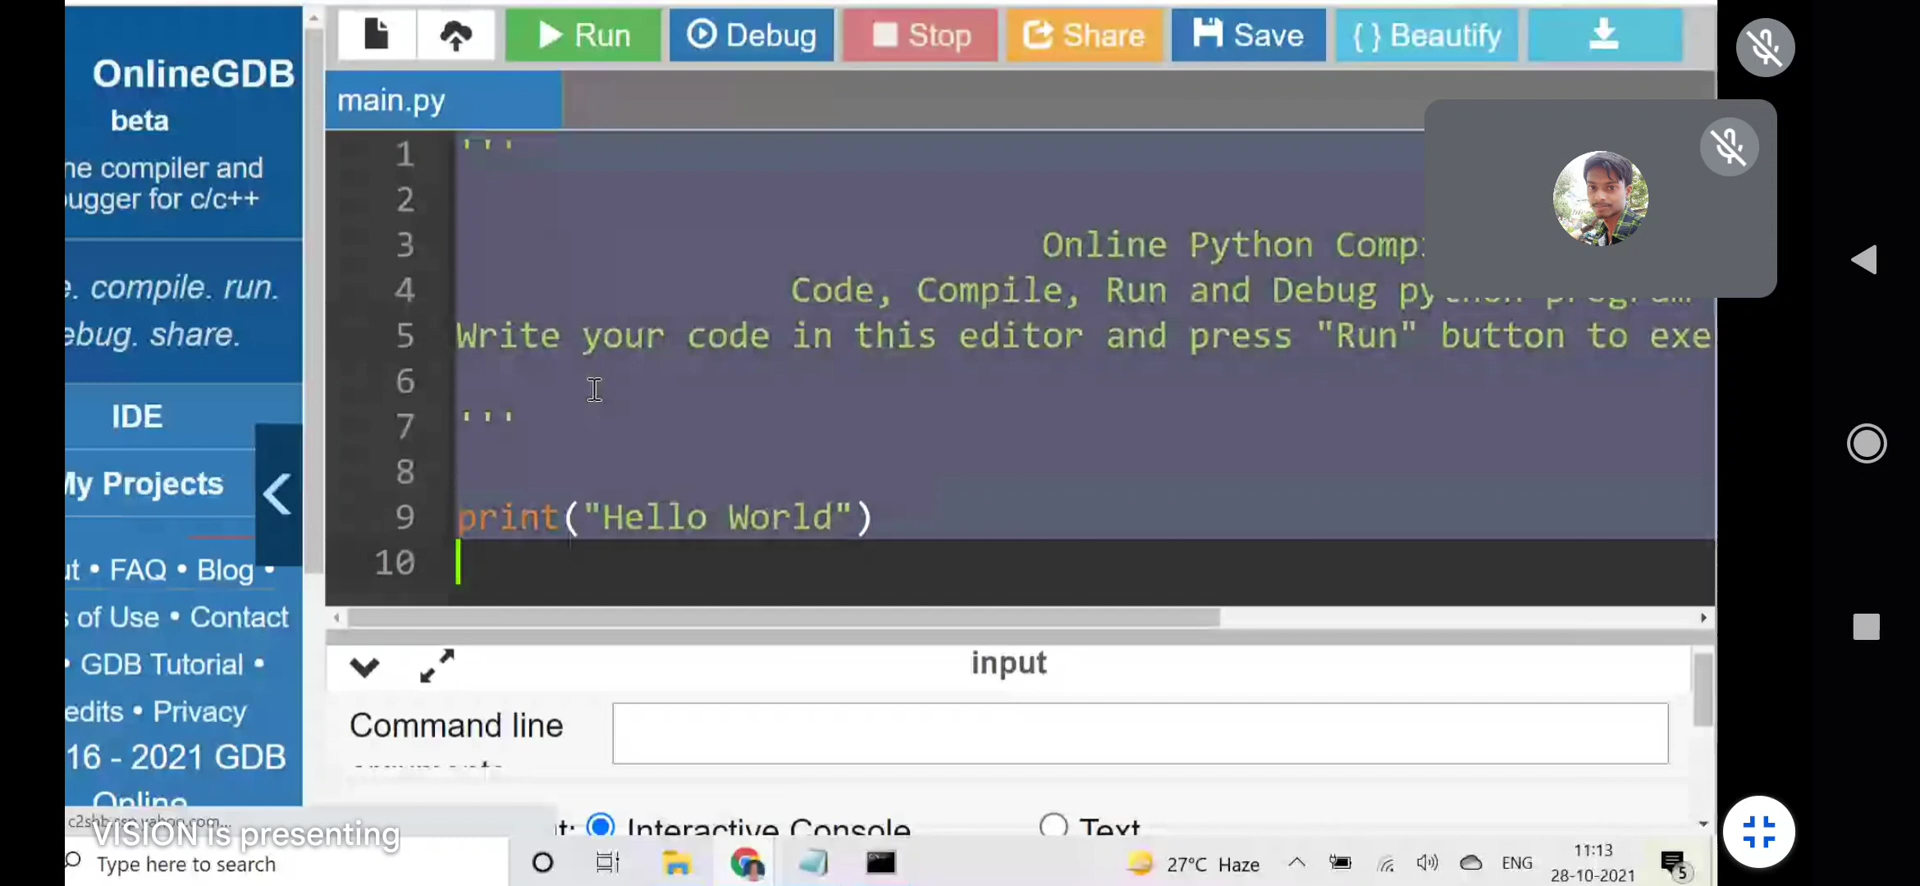 Run Debug Stop Share Save { } Beautify
OnlineGDB
beta
ne compiler and
ugger for c/c++
e. compile. run.
ebug. share.
IDE
My Projects
ut • FAQ • Blog •
s of Use • Contact
• GDB Tutorial •
edits • Privacy
16 - 2021 GDB
Online
main.py
1 '''
2
3 Online Python Comp
4 Code, Compile, Run and Debug python program
5 Write your code in this editor and press "Run" button to exe
6
7 '''
8
9 print("Hello World")
10
input
Command line
t: Interactive Console Text
VISION is presenting
Type here to search
27°C Haze
ENG
11:13
28-10-2021
5